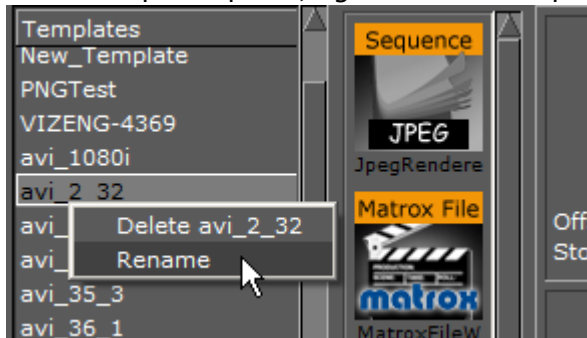 Templates
New_Template
PNGTest
VIZENG-4369
avi_1080i
avi_2_32
avi_
Delete avi_2_32
avi_
Rename
avi_35_3
avi_36_1
Sequence
JPEG
JpegRendere
Matrox File
matrox
MatroxFileW
Off
Sto